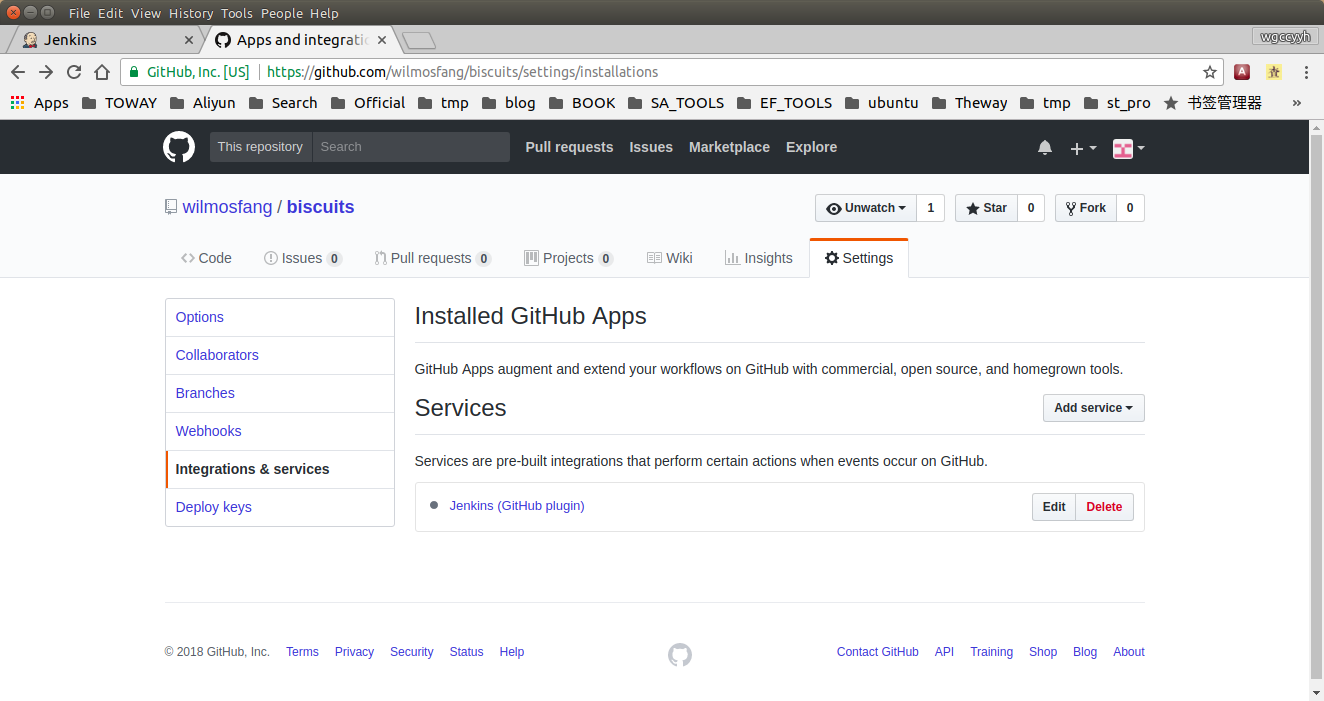 File Edit View History Tools People Help
Jenkins
Apps and integratio
wgccyyh
GitHub, Inc. [US] https://github.com/wilmosfang/biscuits/settings/installations
Apps TOWAY Aliyun Search Official tmp blog BOOK SA_TOOLS EF_TOOLS ubuntu Theway tmp st_pro 书签管理器 »
This repository Search Pull requests Issues Marketplace Explore
wilmosfang / biscuits
Unwatch 1 Star 0 Fork 0
Code Issues 0 Pull requests 0 Projects 0 Wiki Insights Settings
Options
Collaborators
Branches
Webhooks
Integrations & services
Deploy keys
Installed GitHub Apps
GitHub Apps augment and extend your workflows on GitHub with commercial, open source, and homegrown tools.
Services
Add service
Services are pre-built integrations that perform certain actions when events occur on GitHub.
Jenkins (GitHub plugin)
Edit Delete
© 2018 GitHub, Inc. Terms Privacy Security Status Help
Contact GitHub API Training Shop Blog About